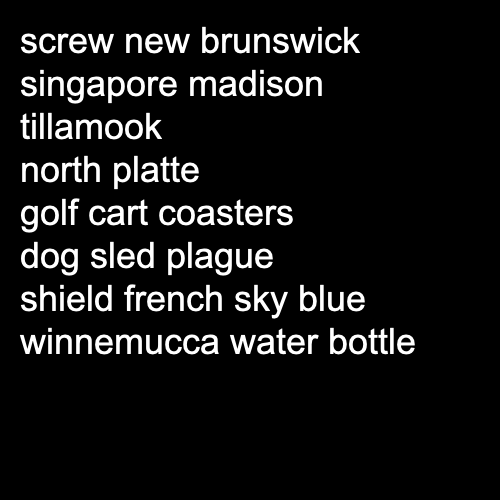 screw new brunswick
singapore madison
tillamook
north platte
golf cart coasters
dog sled plague
shield french sky blue
winnemucca water bottle